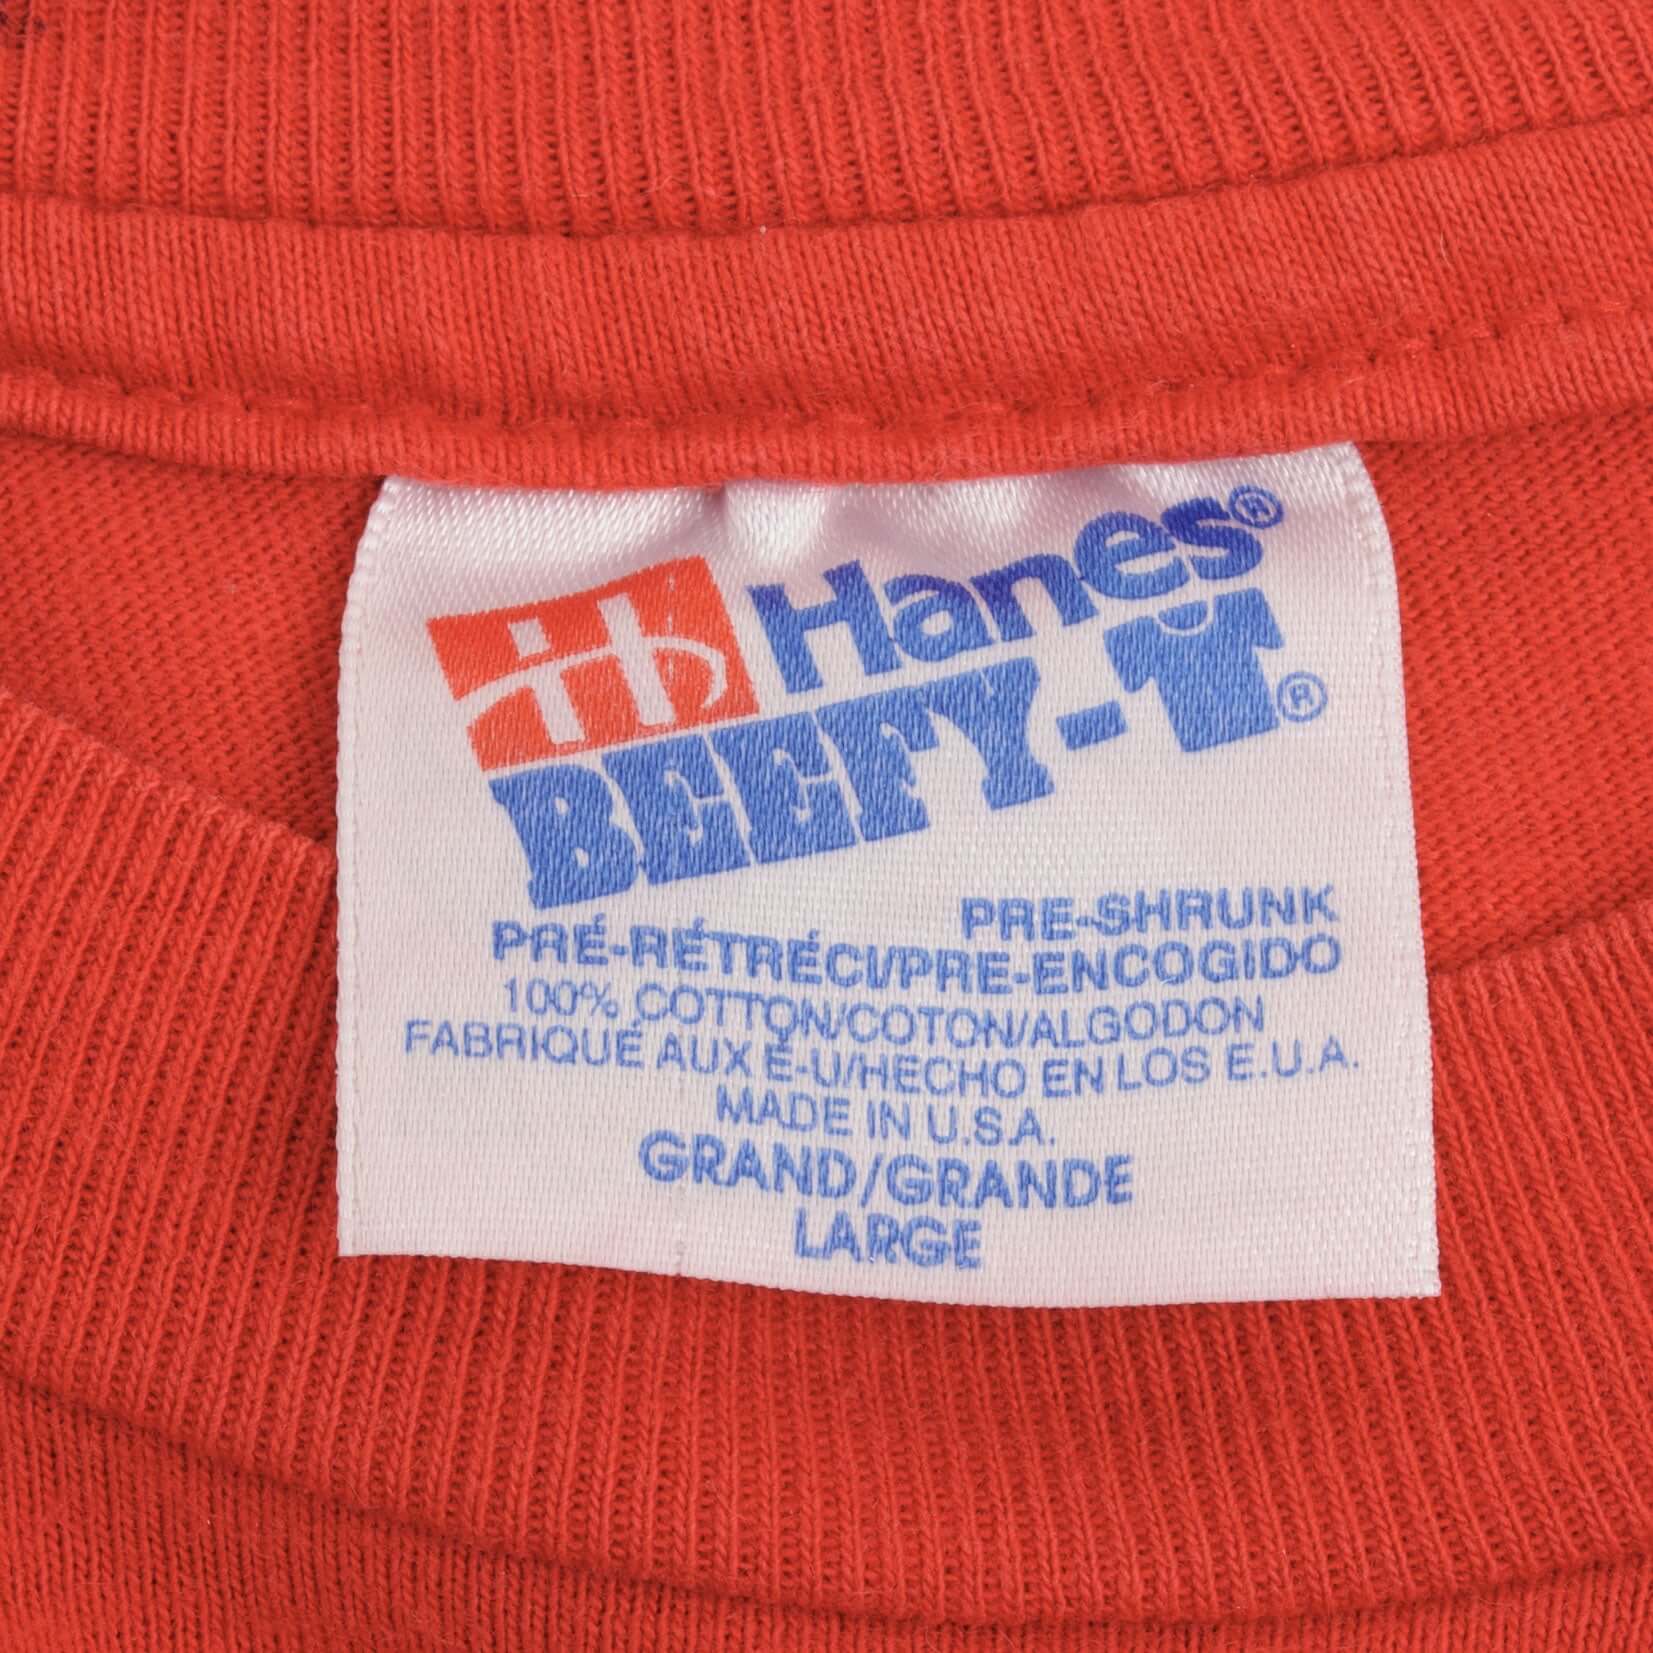 Hanes®
BEEFY-T®
PRE-SHRUNK
PRÉ-RÉTRÉCI/PRE-ENCOGIDO
100% COTTON/COTON/ALGODON
FABRIQUÉ AUX É-U/HECHO EN LOS E.U.A.
MADE IN U.S.A.
GRAND/GRANDE
LARGE